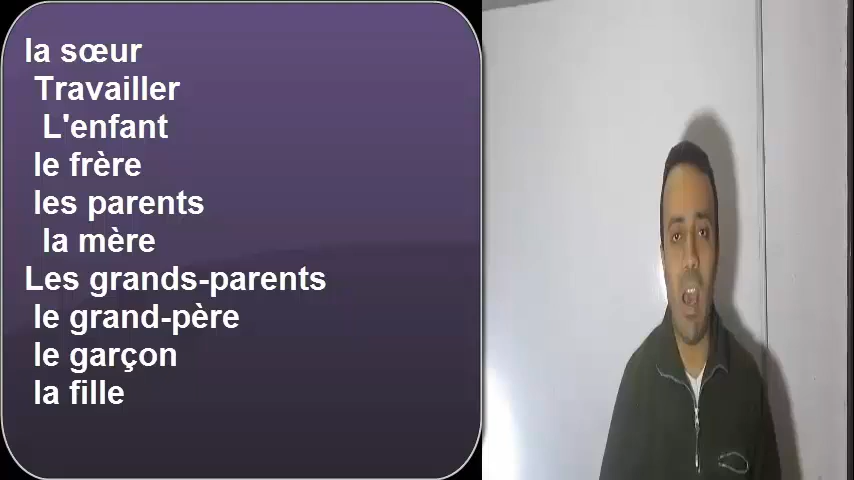 la sœur
Travailler
L'enfant
le frère
les parents
la mère
Les grands-parents
le grand-père
le garçon
la fille